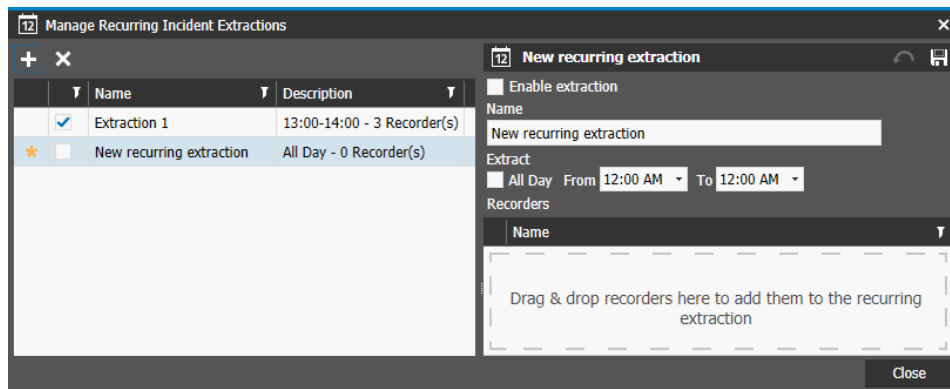 12 Manage Recurring Incident Extractions
Name Description
Extraction 1 13:00-14:00 - 3 Recorder(s)
New recurring extraction All Day - 0 Recorder(s)
12 New recurring extraction
Enable extraction
Name
New recurring extraction
Extract
All Day From 12:00 AM To 12:00 AM
Recorders
Name
Drag & drop recorders here to add them to the recurring
extraction
Close